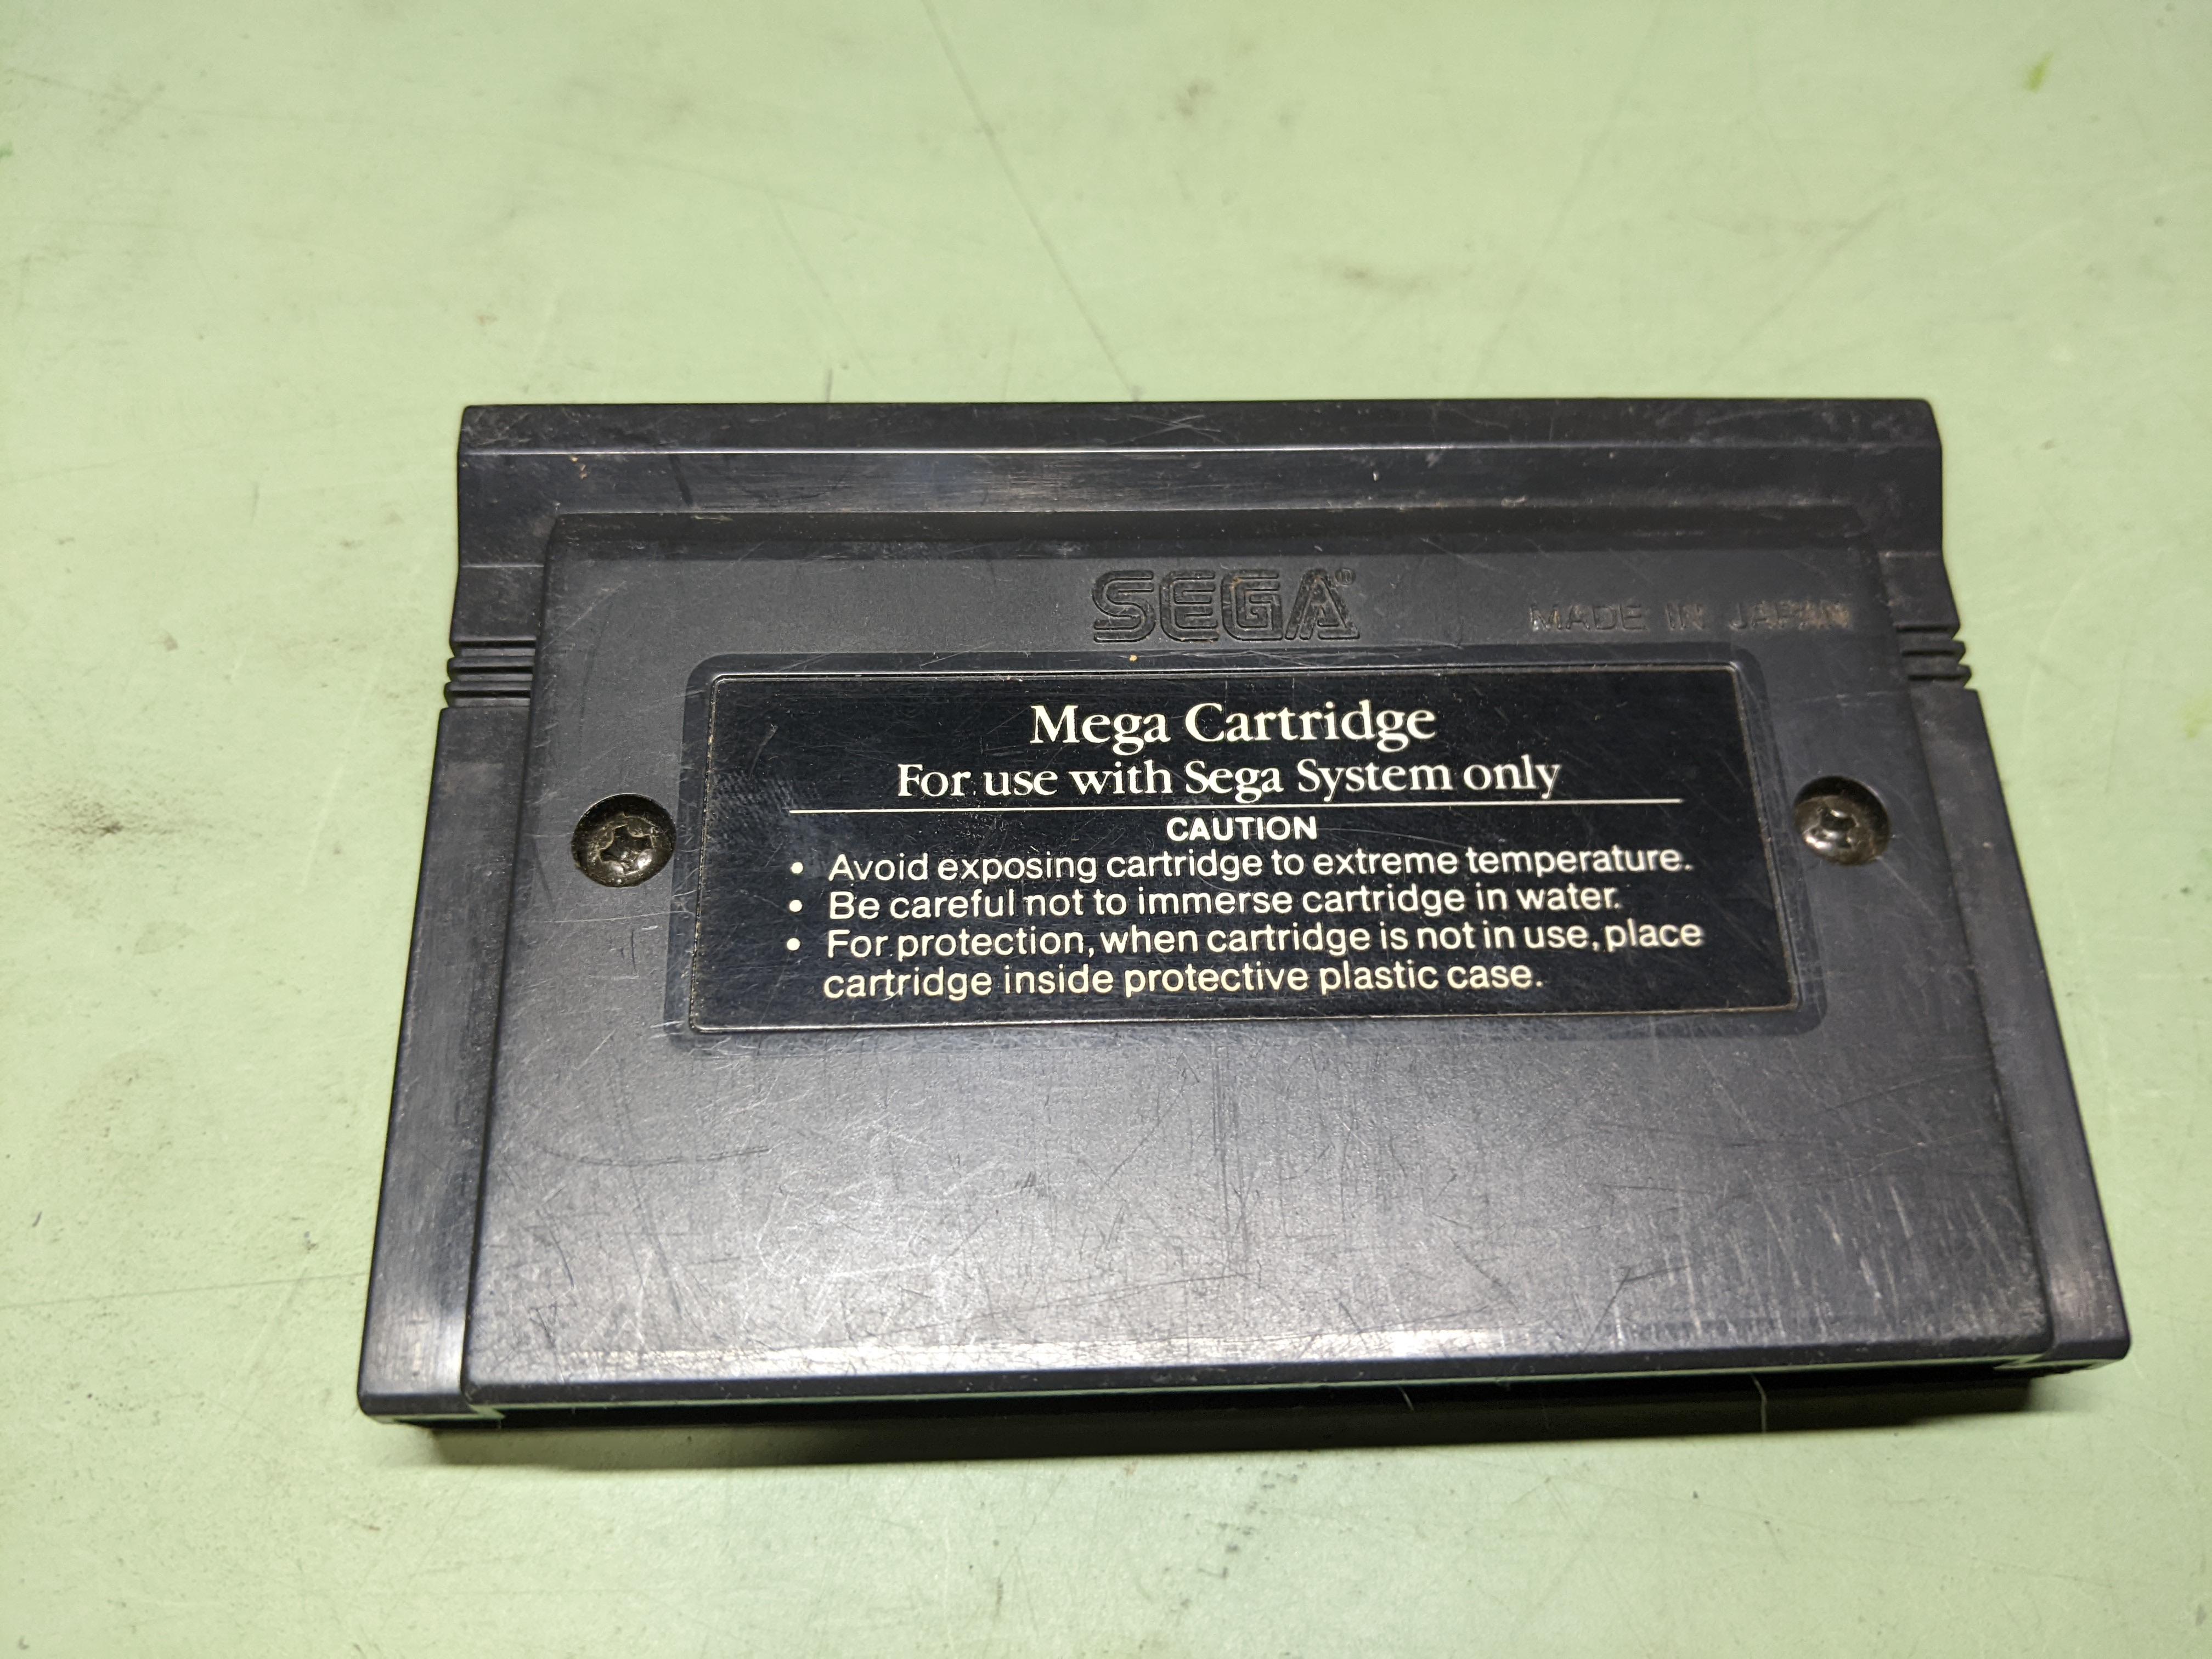 SEGA®
MADE IN JAPAN
Mega Cartridge
For use with Sega System only
CAUTION
• Avoid exposing cartridge to extreme temperature.
• Be careful not to immerse cartridge in water.
• For protection, when cartridge is not in use, place
cartridge inside protective plastic case.